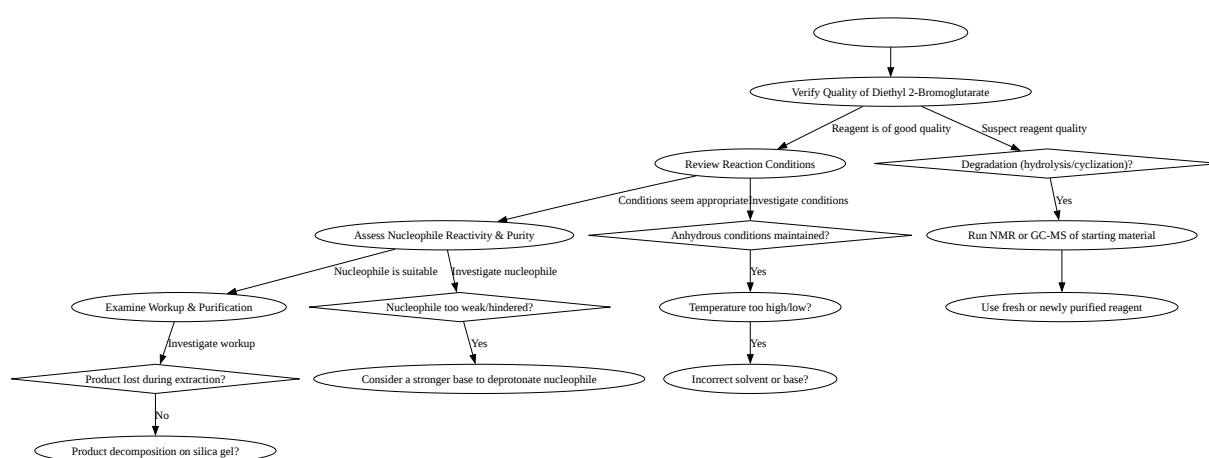 Verify Quality of Diethyl 2-Bromoglutarate
Reagent is of good quality
Suspect reagent quality
Review Reaction Conditions
Degradation (hydrolysis/cyclization)?
Conditions seem appropriate
Investigate conditions
Yes
Assess Nucleophile Reactivity & Purity
Anhydrous conditions maintained?
Run NMR or GC-MS of starting material
Nucleophile is suitable
Investigate nucleophile
Yes
Examine Workup & Purification
Nucleophile too weak/hindered?
Temperature too high/low?
Use fresh or newly purified reagent
Investigate workup
Yes
Yes
Product lost during extraction?
Consider a stronger base to deprotonate nucleophile
Incorrect solvent or base?
No
Product decomposition on silica gel?